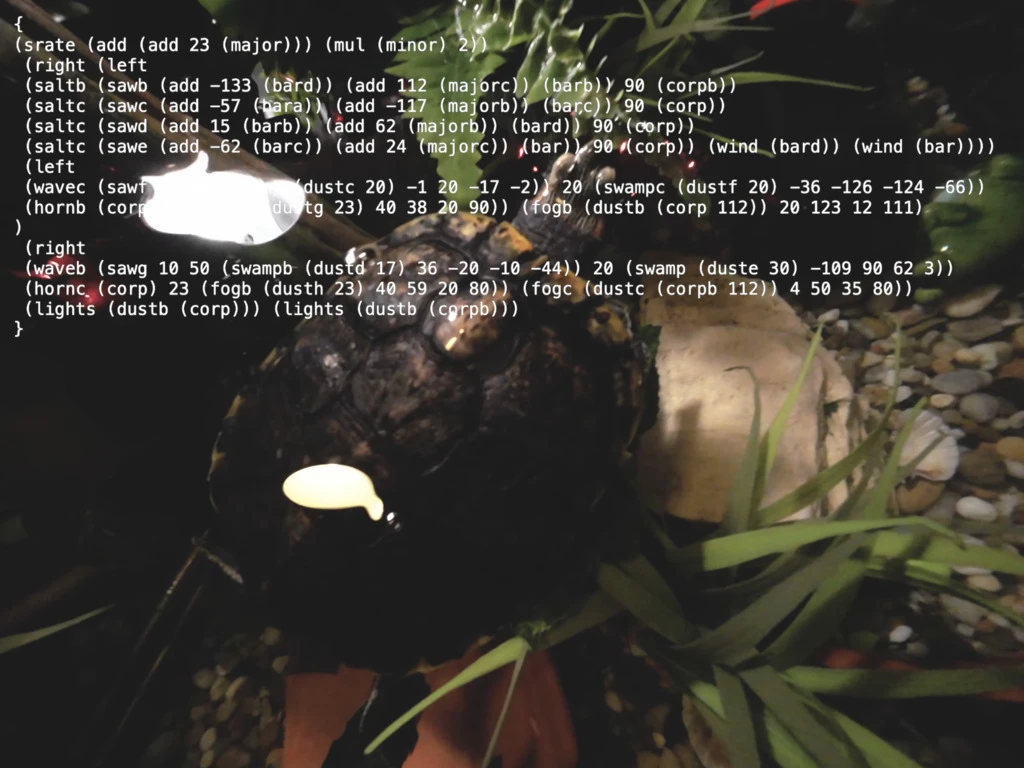 {
(srate (add (add 23 (major))) (mul (minor) 2))
(right (left
(saltb (sawb (add -133 (bard)) (add 112 (majorc)) (barb)) 90 (corpb))
(saltc (sawc (add -57 (bara)) (add -117 (majorb)) (barc)) 90 (corp))
(saltc (sawd (add 15 (barb)) (add 62 (majorb)) (bard)) 90 (corp))
(saltc (sawe (add -62 (barc)) (add 24 (majorc)) (bar)) 90 (corp)) (wind (bard)) (wind (bar))))
(left
(wavec (dustc 20) -1 20 -17 -2)) 20 (swampc (dustf 20) -36 -126 -124 -66))
(hornb 23) 40 38 20 90)) (fogb (dustb (corp 112)) 20 123 12 111)
)
(right
(waveb (sawg 10 50 (swampb (dustd 17) 36 -20 -10 -44)) 20 (swamp (duste 30) -109 90 62 3))
(hornc (corp) 23 (fogb (dusth 23) 40 59 20 80)) (fogc (dustc (corpb 112)) 4 50 35 80))
(lights (dustb (corp))) (lights (dustb (corpb)))
}